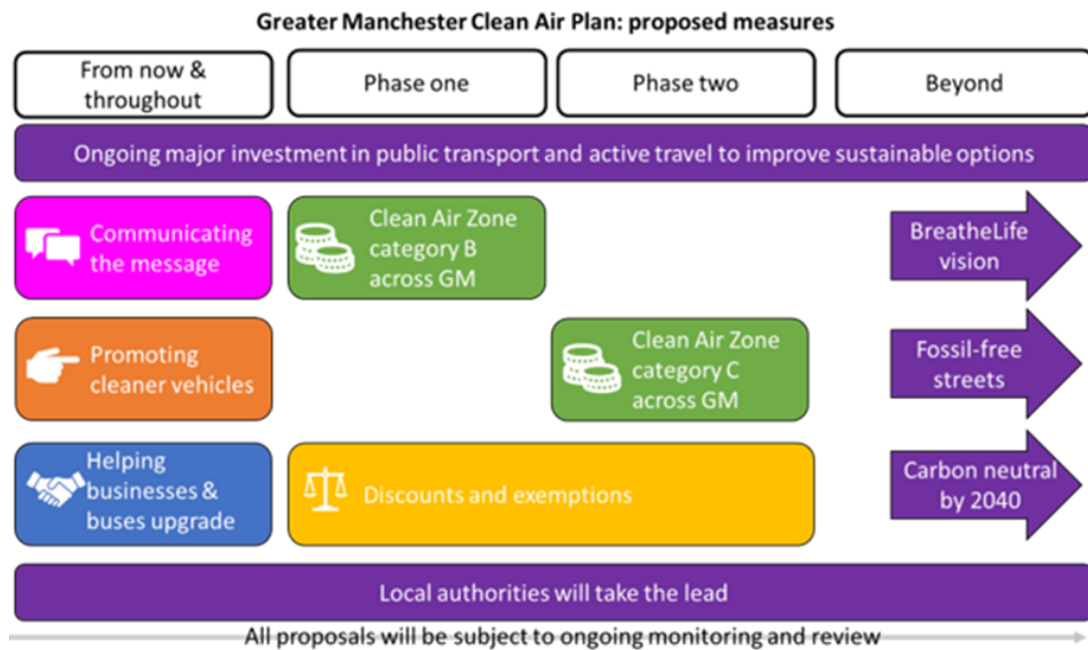 Greater Manchester Clean Air Plan: proposed measures
From now &
throughout
Phase one
Phase two
Beyond
Ongoing major investment in public transport and active travel to improve sustainable options
Communicating
the message
Clean Air Zone
category B
across GM
BreatheLife
vision
Promoting
cleaner vehicles
Clean Air Zone
category C
across GM
Fossil-free
streets
Helping
businesses &
buses upgrade
Discounts and exemptions
Carbon neutral
by 2040
Local authorities will take the lead
All proposals will be subject to ongoing monitoring and review